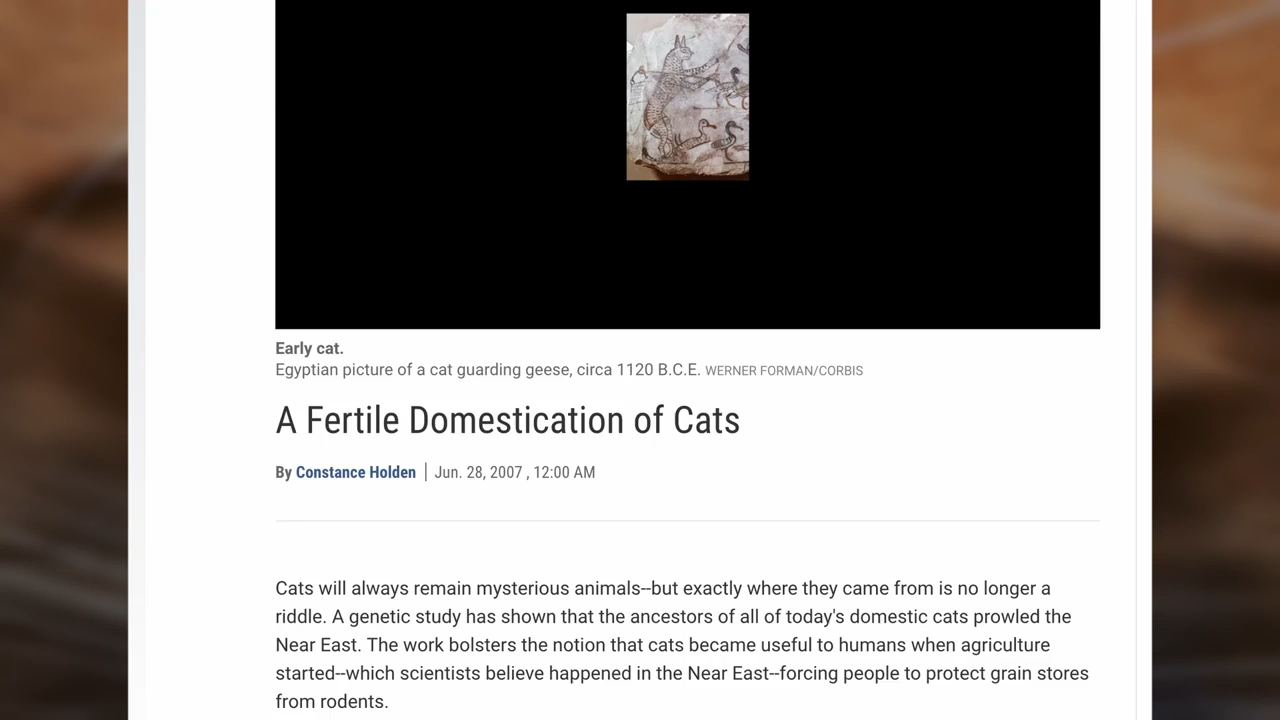 Early cat.
Egyptian picture of a cat guarding geese, circa 1120 B.C.E. WERNER FORMAN/CORBIS
A Fertile Domestication of Cats
By Constance Holden | Jun. 28, 2007 , 12:00 AM
Cats will always remain mysterious animals--but exactly where they came from is no longer a
riddle. A genetic study has shown that the ancestors of all of today's domestic cats prowled the
Near East. The work bolsters the notion that cats became useful to humans when agriculture
started--which scientists believe happened in the Near East--forcing people to protect grain stores
from rodents.